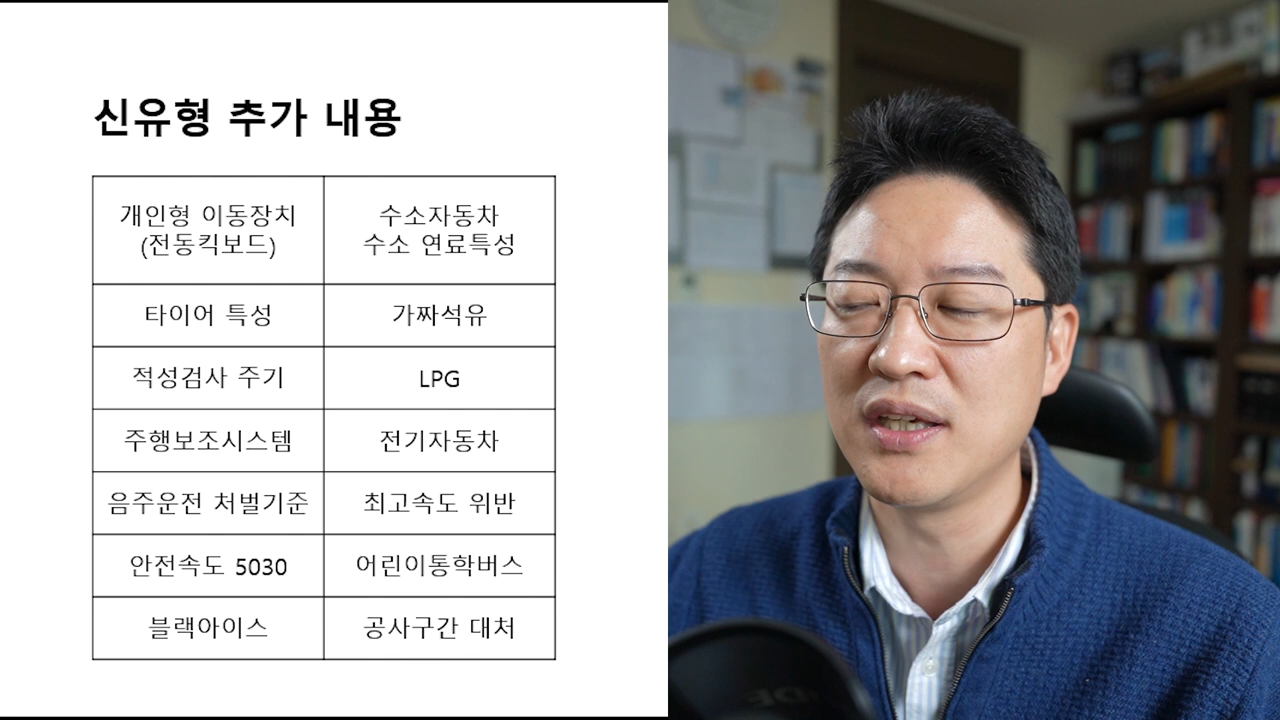 신유형 추가 내용
개인형 이동장치
(전동킥보드)
수소자동차
수소 연료특성
타이어 특성
가짜석유
적성검사 주기
LPG
주행보조시스템
전기자동차
음주운전 처벌기준
최고속도 위반
안전속도 5030
어린이통학버스
블랙아이스
공사구간 대처